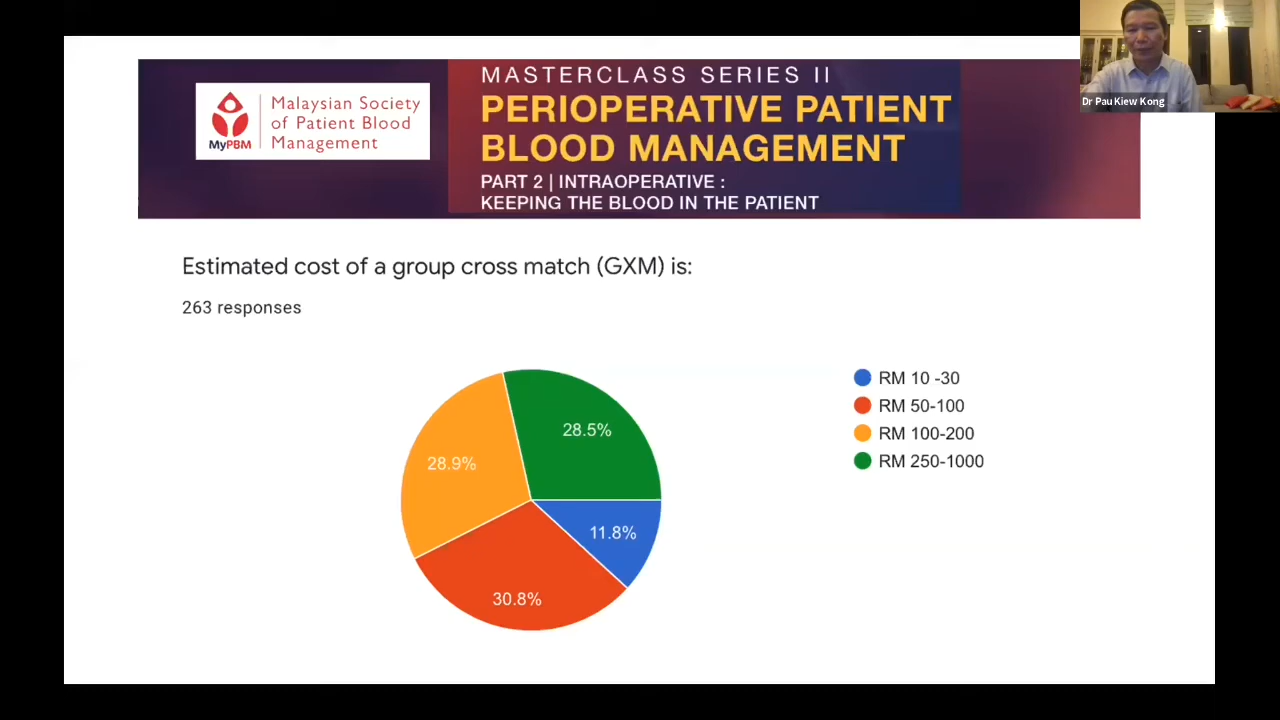 MASTERCLASS SERIES II
PERIOPERATIVE PATIENT
BLOOD MANAGEMENT
PART 2 | INTRAOPERATIVE :
KEEPING THE BLOOD IN THE PATIENT
Malaysian Society
of Patient Blood
Management
MyPBM
Dr Pau Kiew Kong
Estimated cost of a group cross match (GXM) is:
263 responses
28.5%
28.9%
11.8%
30.8%
RM 10 -30
RM 50-100
RM 100-200
RM 250-1000